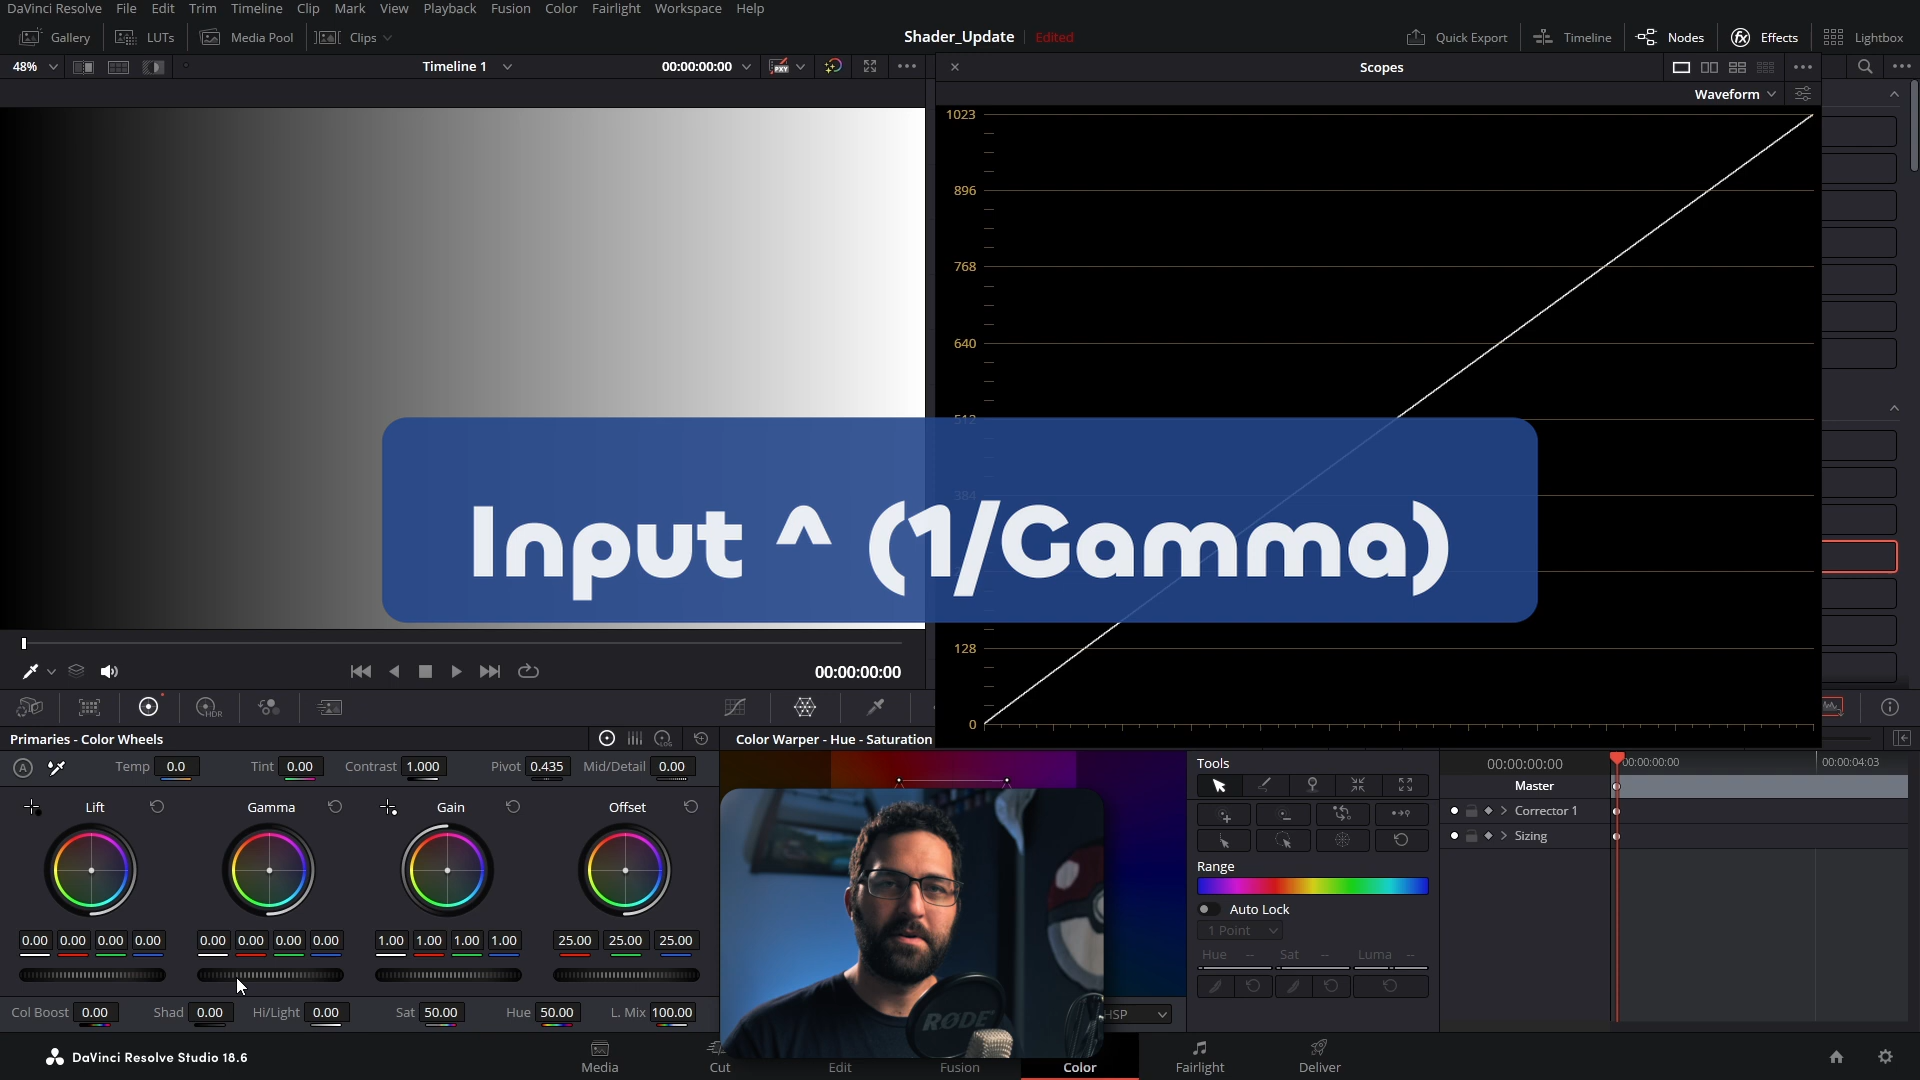 DaVinci Resolve File Edit Trim Timeline Clip Mark View Playback Fusion Color Fairlight Workspace Help
Gallery LUTs Media Pool Clips Shader_Update Edited Quick Export Timeline Nodes Effects Lightbox
48% Timeline 1 00:00:00:00 PXY Scopes
Waveform
1023
896
768
640
512
384
128
0
Input ^ (1/Gamma)
00:00:00:00
HDR
Primaries - Color Wheels LOG Color Warper - Hue - Saturation
A Temp 0.0 Tint 0.00 Contrast 1.000 Pivot 0.435 Mid/Detail 0.00
Lift Gamma Gain Offset
0.00 0.00 0.00 0.00 0.00 0.00 0.00 0.00 1.00 1.00 1.00 1.00 25.00 25.00 25.00
Col Boost 0.00 Shad 0.00 Hi/Light 0.00 Sat 50.00 Hue 50.00 L. Mix 100.00
RØDE
HSP
Tools
Range
Auto Lock
1 Point
Hue -- Sat -- Luma --
00:00:00:00 00:00:00:00 00:00:04:03
Master
Corrector 1
Sizing
DaVinci Resolve Studio 18.6 Media Cut Edit Fusion Color Fairlight Deliver